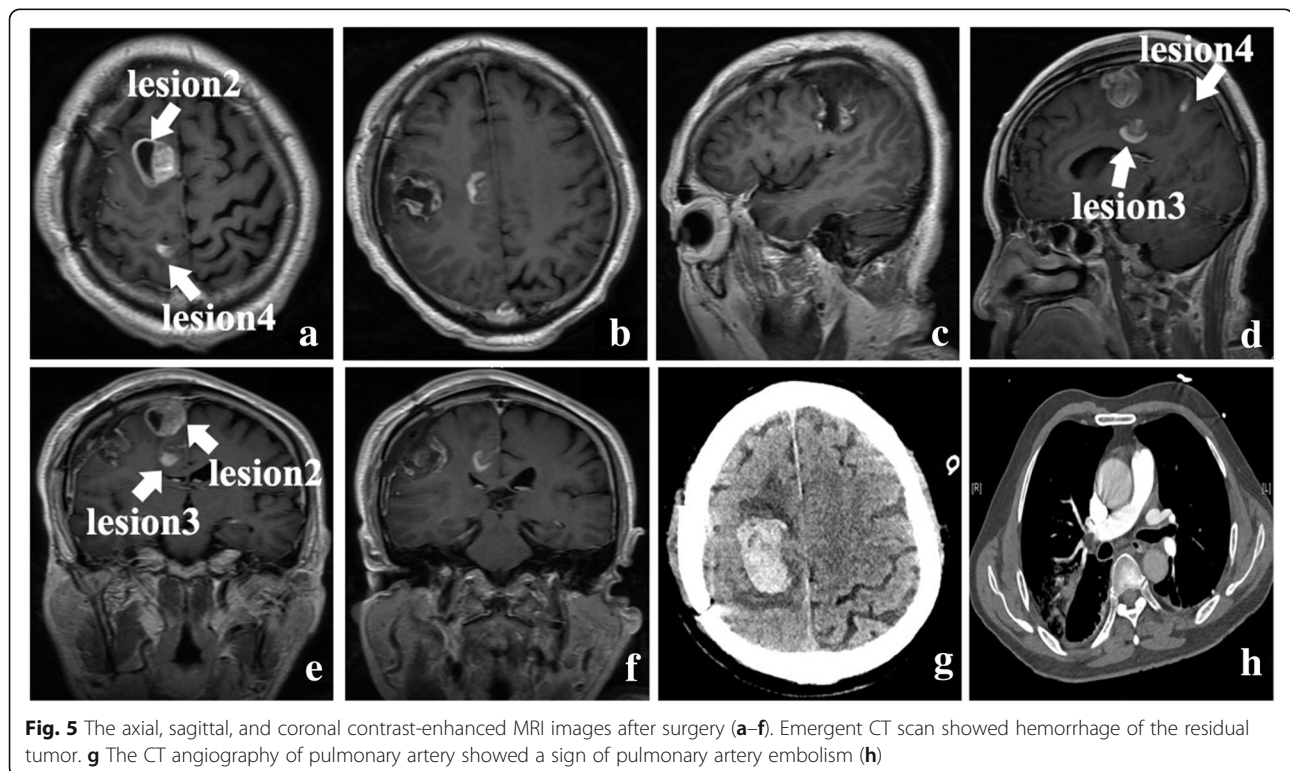 lesion2
lesion4
a
b
c
lesion4
lesion3
d
lesion2
lesion3
e
f
g
[R]
[L]
h
Fig. 5 The axial, sagittal, and coronal contrast-enhanced MRI images after surgery (a–f). Emergent CT scan showed hemorrhage of the residual
tumor. g The CT angiography of pulmonary artery showed a sign of pulmonary artery embolism (h)